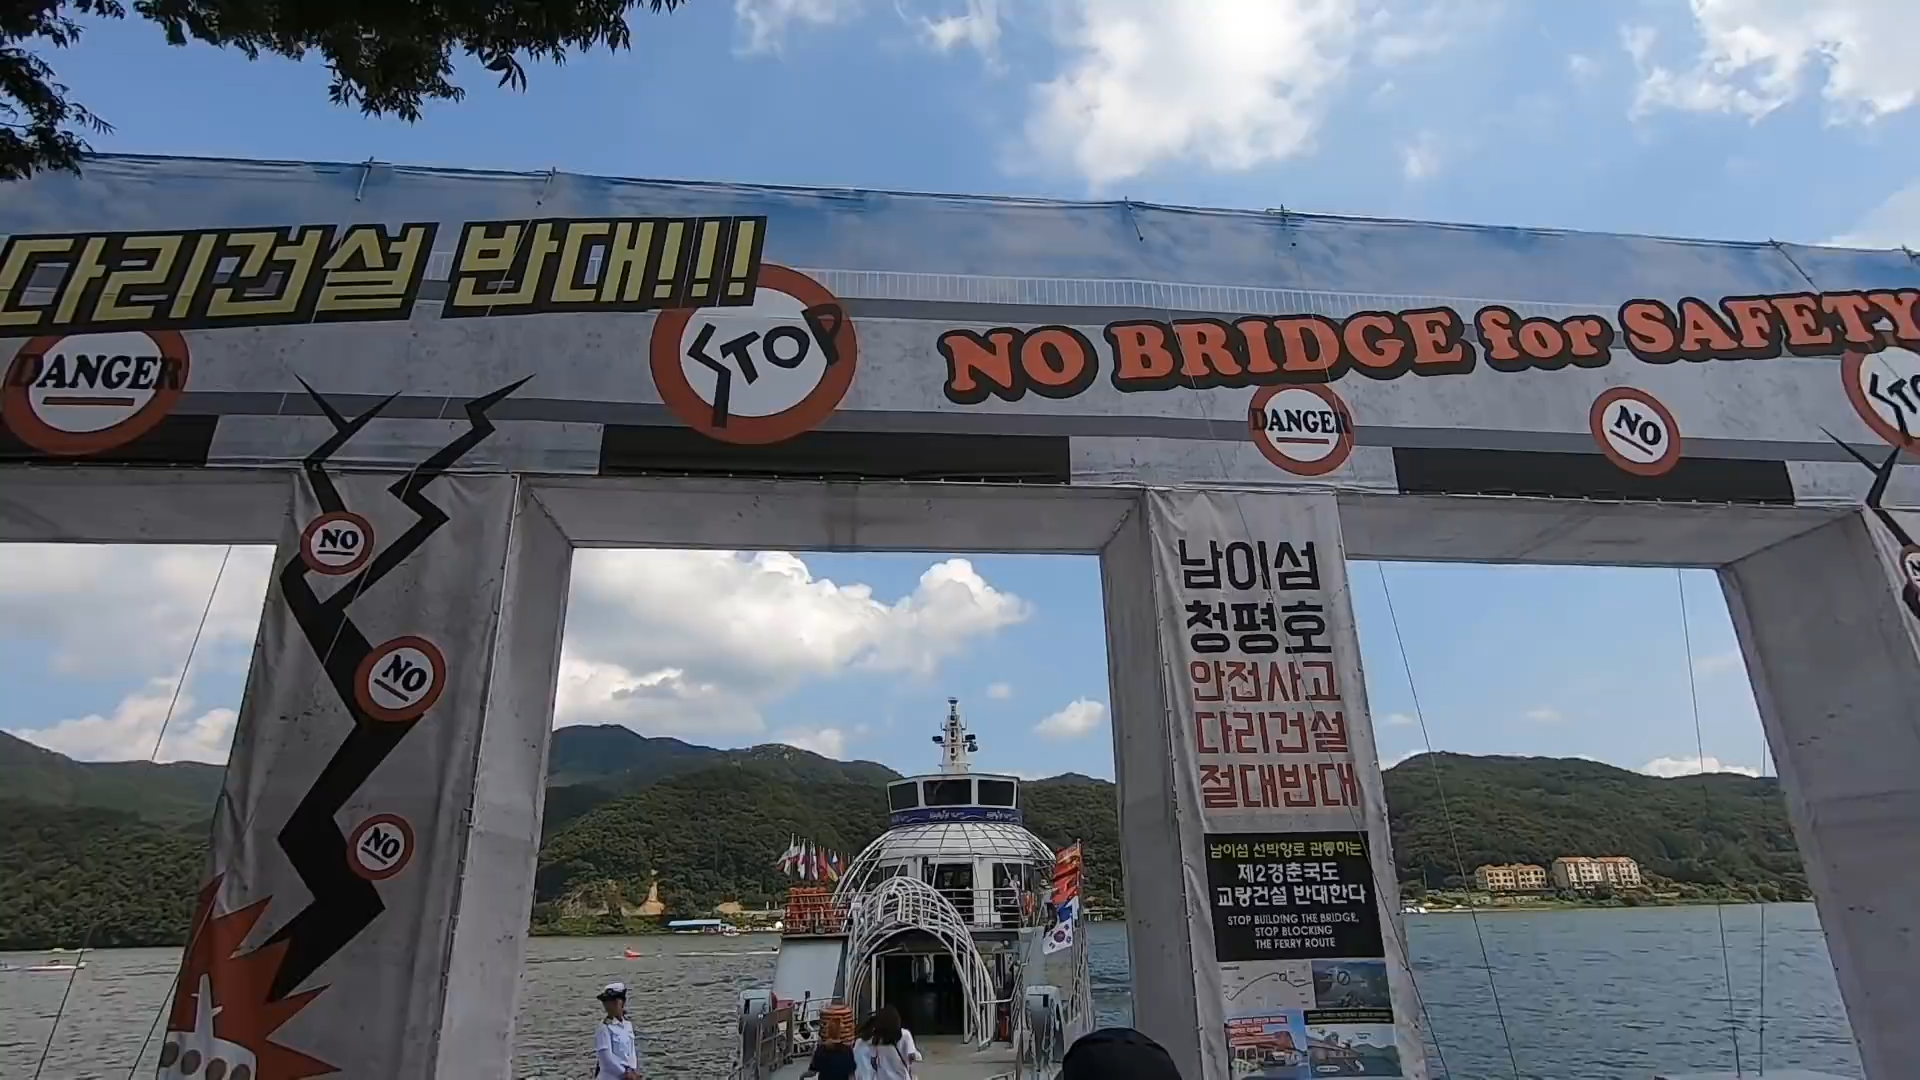 다리건설 반대!!!
DANGER
STOP
NO BRIDGE for SAFETY
DANGER
NO
NO
NO
NO
남이섬
청평호
안전사고
다리건설
절대반대
남이섬 선박항로 관통하는
제2경춘국도
교량건설 반대한다
STOP BUILDING THE BRIDGE,
STOP BLOCKING
THE FERRY ROUTE